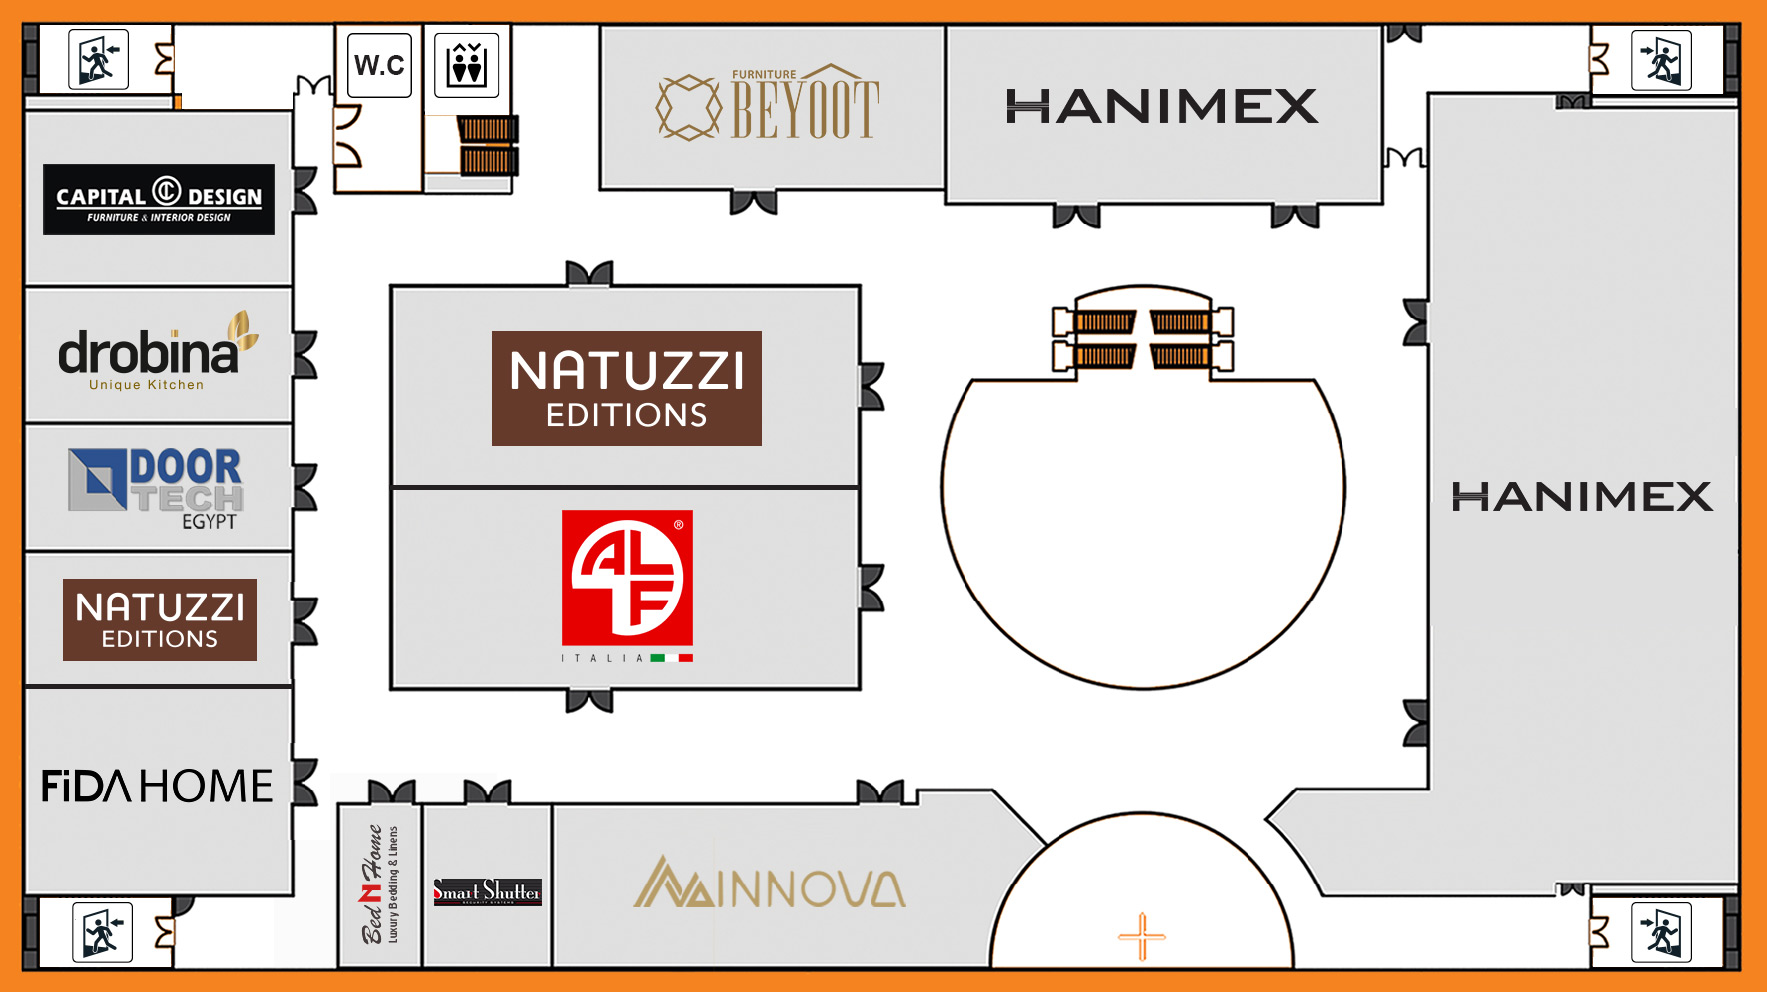 W.C
FURNITURE
BEYOOT
HANIMEX
CAPITAL DESIGN
FURNITURE & INTERIOR DESIGN
drobina
Unique Kitchen
DOOR
TECH
EGYPT
NATUZZI
EDITIONS
FiDA HOME
NATUZZI
EDITIONS
ALF
®
ITALIA
HANIMEX
Bed N Home
Luxury Bedding & Linens
Smart Shutter
SECURITY SYSTEMS
INNOVA